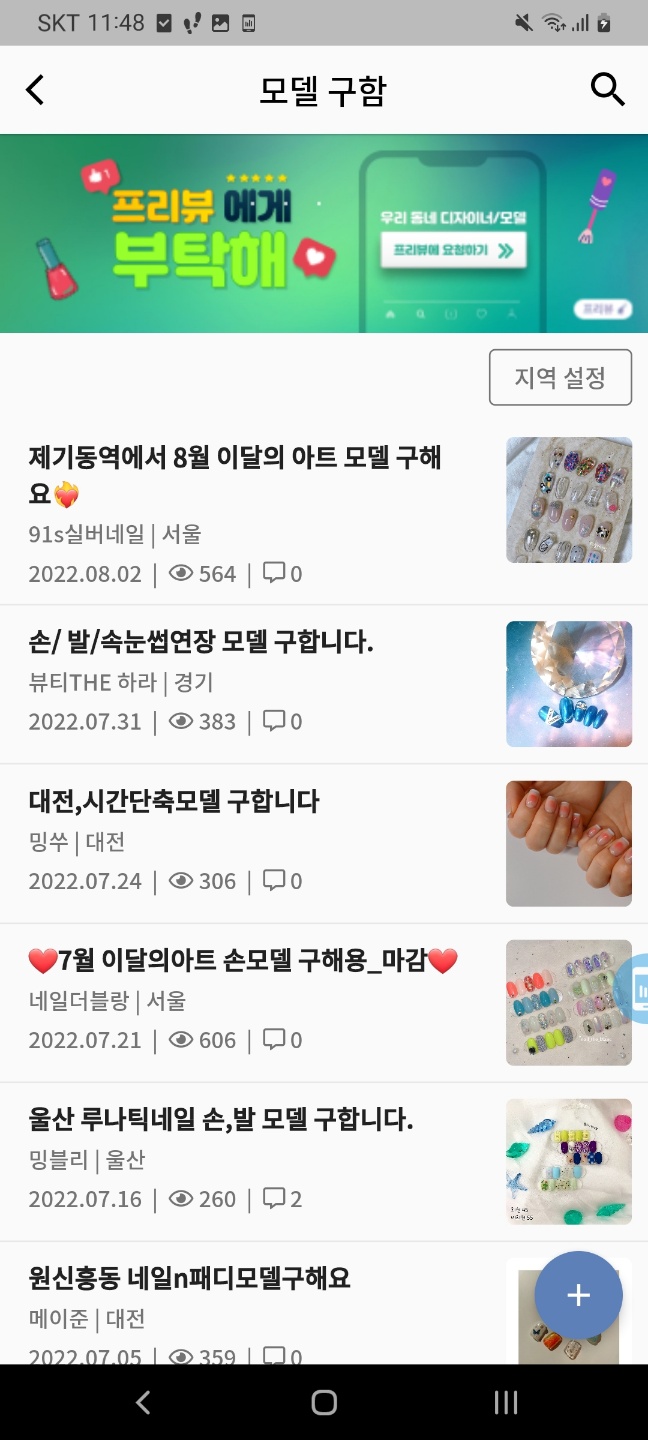 SKT 11:48
모델 구함
프리뷰 에게
부탁해
우리 동네 디자이너/모델
프리뷰에 요청하기
프리뷰
지역 설정
제기동역에서 8월 이달의 아트 모델 구해
요❤️‍🔥
91s실버네일 | 서울
2022.08.02 | 564 | 0
손/ 발/속눈썹연장 모델 구합니다.
뷰티THE 하라 | 경기
2022.07.31 | 383 | 0
대전,시간단축모델 구합니다
밍쑤 | 대전
2022.07.24 | 306 | 0
❤️7월 이달의아트 손모델 구해용_마감❤️
네일더블랑 | 서울
2022.07.21 | 606 | 0
울산 루나틱네일 손,발 모델 구합니다.
밍블리 | 울산
2022.07.16 | 260 | 2
원신흥동 네일n패디모델구해요
메이준 | 대전
2022.07.05 | 359 | 0